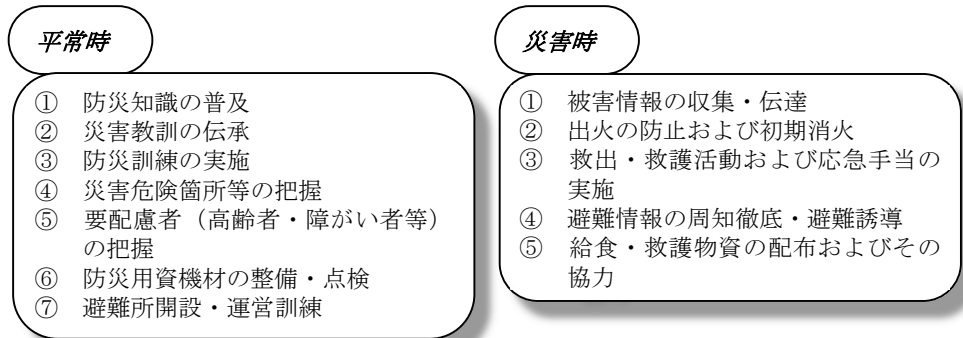 平常時
① 防災知識の普及
② 災害教訓の伝承
③ 防災訓練の実施
④ 災害危険箇所等の把握
⑤ 要配慮者（高齢者・障がい者等）
の把握
⑥ 防災用資機材の整備・点検
⑦ 避難所開設・運営訓練
災害時
① 被害情報の収集・伝達
② 出火の防止および初期消火
③ 救出・救護活動および応急手当の
実施
④ 避難情報の周知徹底・避難誘導
⑤ 給食・救護物資の配布およびその
協力